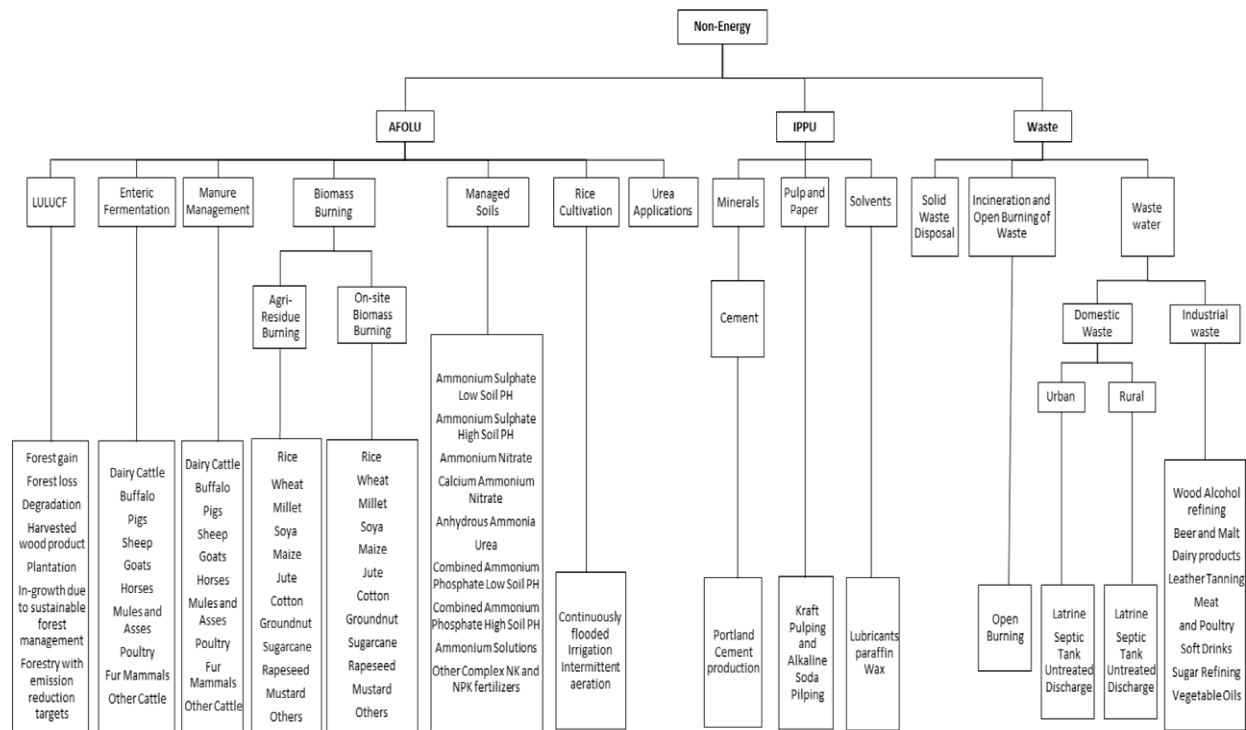 Non-Energy
AFOLU
IPPU
Waste
LULUCF
Enteric
Fermentation
Manure
Management
Biomass
Burning
Managed
Soils
Rice
Cultivation
Urea
Applications
Minerals
Pulp and
Paper
Solvents
Solid
Waste
Disposal
Incineration and
Open Burning of
Waste
Waste
water
Agri-
Residue
Burning
On-site
Biomass
Burning
Cement
Domestic
Waste
Industrial
waste
Urban
Rural
Forest gain
Forest loss
Degradation
Harvested
wood product
Plantation
In-growth due
to sustainable
forest
management
Forestry with
emission
reduction
targets
Dairy Cattle
Buffalo
Pigs
Sheep
Goats
Horses
Mules and
Asses
Poultry
Fur Mammals
Other Cattle
Dairy Cattle
Buffalo
Pigs
Sheep
Goats
Horses
Mules and
Asses
Poultry
Fur
Mammals
Other Cattle
Rice
Wheat
Millet
Soya
Maize
Jute
Cotton
Groundnut
Sugarcane
Rapeseed
Mustard
Others
Rice
Wheat
Millet
Soya
Maize
Jute
Cotton
Groundnut
Sugarcane
Rapeseed
Mustard
Others
Ammonium Sulphate
Low Soil PH
Ammonium Sulphate
High Soil PH
Ammonium Nitrate
Calcium Ammonium
Nitrate
Anhydrous Ammonia
Urea
Combined Ammonium
Phosphate Low Soil PH
Combined Ammonium
Phosphate High Soil PH
Ammonium Solutions
Other Complex NK and
NPK fertilizers
Continuously
flooded
Irrigation
Intermittent
aeration
Portland
Cement
production
Kraft
Pulping
and
Alkaline
Soda
Pilping
Lubricants
paraffin
Wax
Open
Burning
Latrine
Septic
Tank
Untreated
Discharge
Latrine
Septic
Tank
Untreated
Discharge
Wood Alcohol
refining
Beer and Malt
Dairy products
Leather Tanning
Meat
and Poultry
Soft Drinks
Sugar Refining
Vegetable Oils